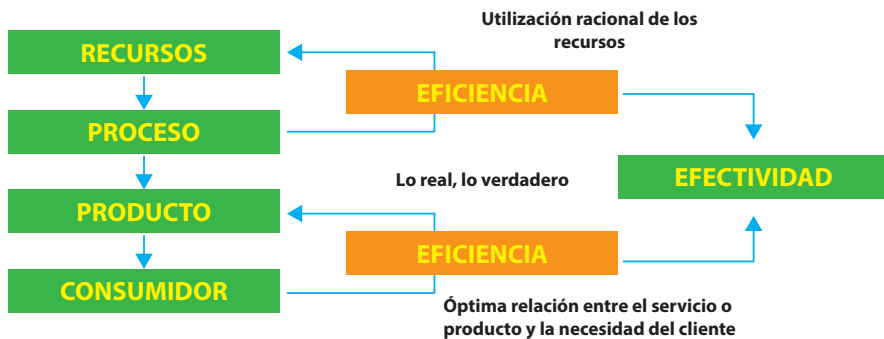 Utilización racional de los
recursos
RECURSOS
EFICIENCIA
PROCESO
Lo real, lo verdadero
EFECTIVIDAD
PRODUCTO
EFICIENCIA
CONSUMIDOR
Óptima relación entre el servicio o
producto y la necesidad del cliente